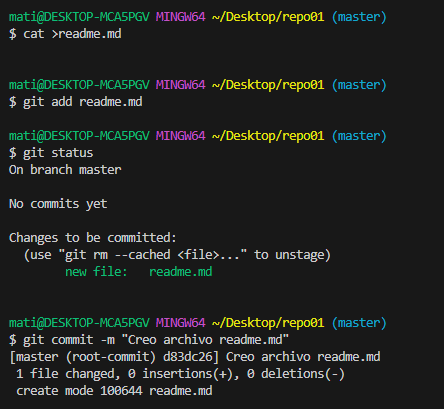 mati@DESKTOP-MCA5PGV MINGW64 ~/Desktop/repo01 (master)
$ cat >readme.md
mati@DESKTOP-MCA5PGV MINGW64 ~/Desktop/repo01 (master)
$ git add readme.md
mati@DESKTOP-MCA5PGV MINGW64 ~/Desktop/repo01 (master)
$ git status
On branch master
No commits yet
Changes to be committed:
  (use "git rm --cached <file>..." to unstage)
        new file:   readme.md
mati@DESKTOP-MCA5PGV MINGW64 ~/Desktop/repo01 (master)
$ git commit -m "Creo archivo readme.md"
[master (root-commit) d83dc26] Creo archivo readme.md
 1 file changed, 0 insertions(+), 0 deletions(-)
 create mode 100644 readme.md